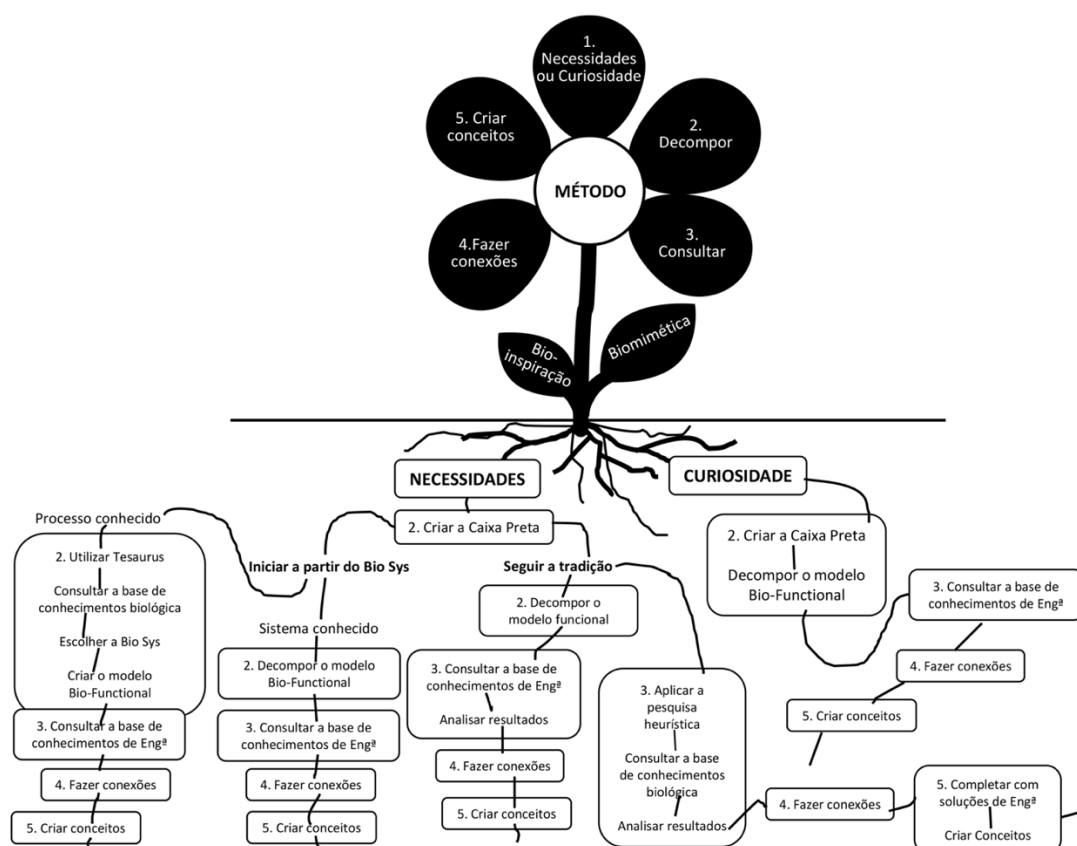 1.
Necessidades
ou Curiosidade
2.
Decompor
3.
Consultar
4.Fazer
conexões
5. Criar
conceitos
MÉTODO
Bio-
inspiração
Biomimética
NECESSIDADES
CURIOSIDADE
2. Criar a Caixa Preta
Iniciar a partir do Bio Sys
Processo conhecido
2. Utilizar Tesaurus
Consultar a base de
conhecimentos biológica
Escolher a Bio Sys
Criar o modelo
Bio-Functional
3. Consultar a base de
conhecimentos de Engª
4. Fazer conexões
5. Criar conceitos
Sistema conhecido
2. Decompor o modelo
Bio-Functional
3. Consultar a base de
conhecimentos de Engª
4. Fazer conexões
5. Criar conceitos
Seguir a tradição
2. Decompor o
modelo funcional
3. Consultar a base de
conhecimentos de Engª
Analisar resultados
4. Fazer conexões
5. Criar conceitos
3. Aplicar a
pesquisa
heurística
Consultar a base
de conhecimentos
biológica
Analisar resultados
4. Fazer conexões
5. Completar com
soluções de Engª
Criar Conceitos
2. Criar a Caixa Preta
Decompor o modelo
Bio-Functional
3. Consultar a base de
conhecimentos de Engª
4. Fazer conexões
5. Criar conceitos